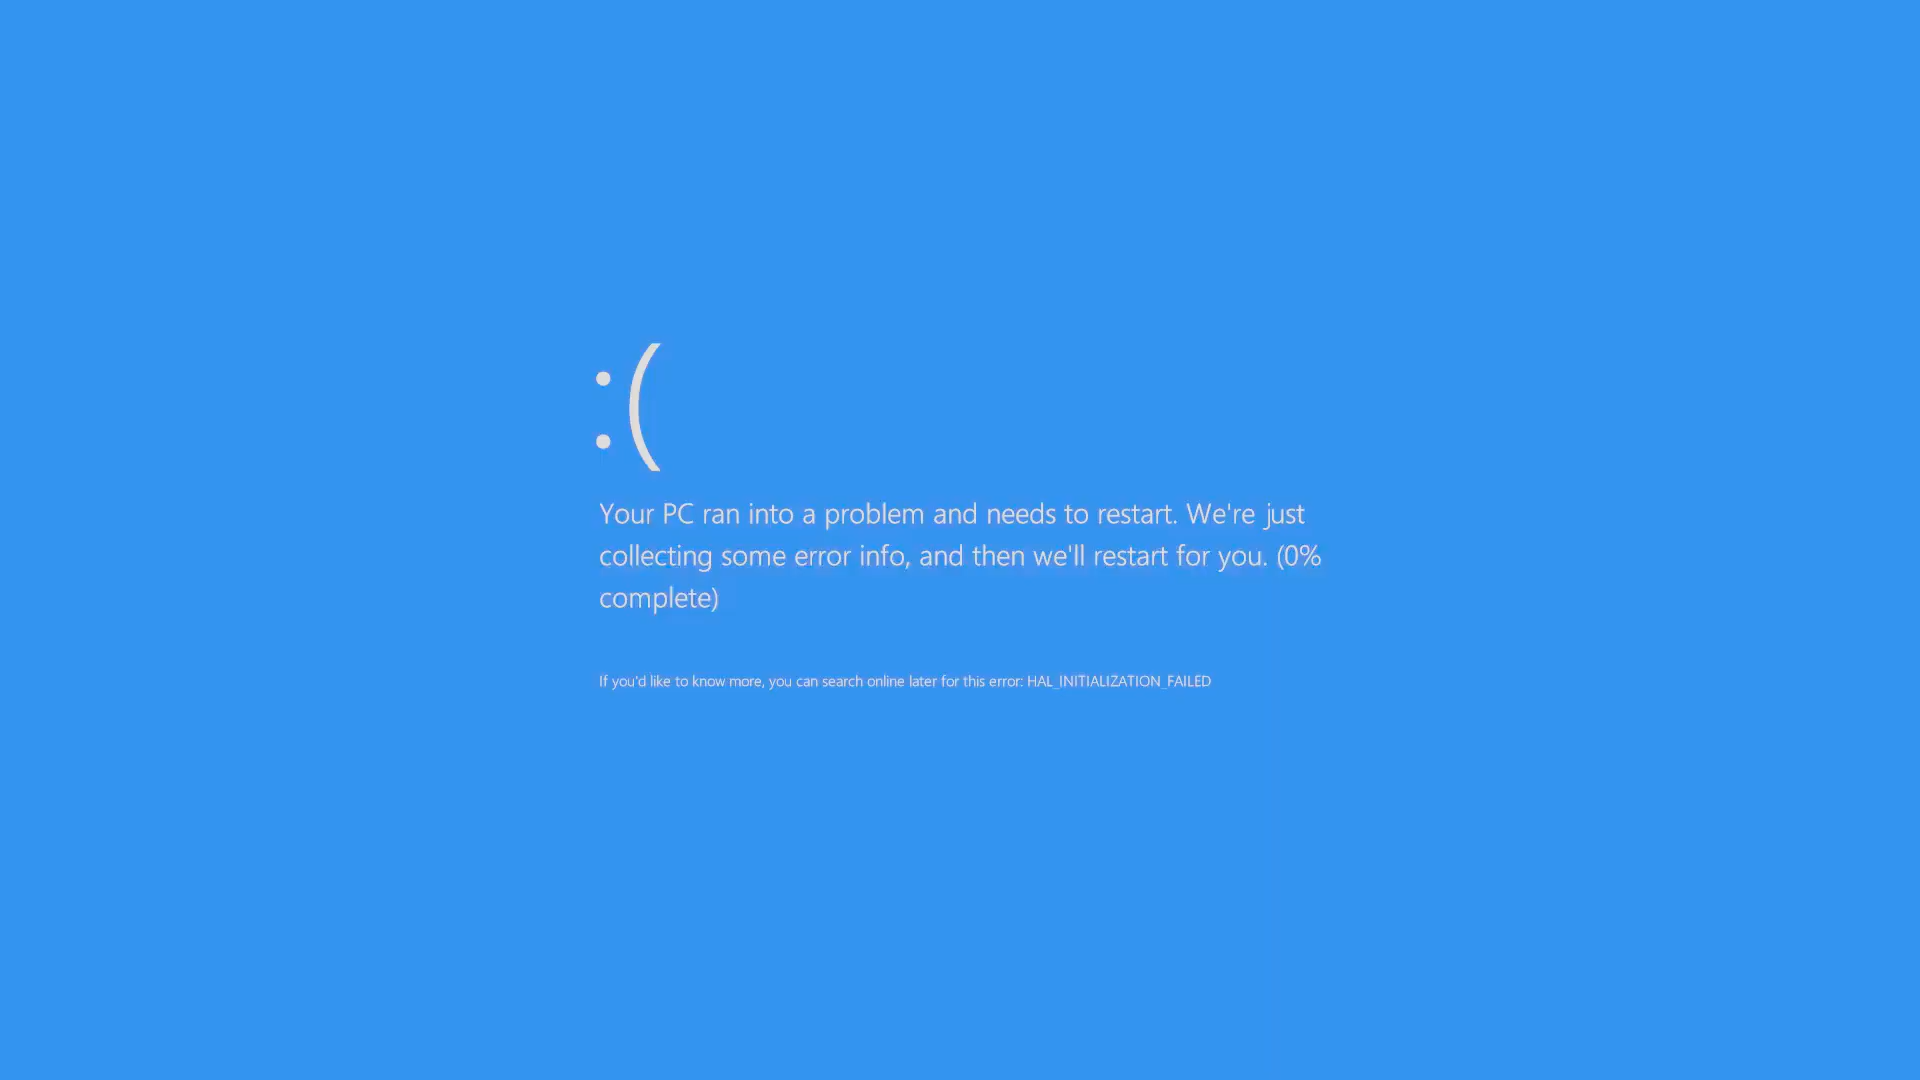 :(
Your PC ran into a problem and needs to restart. We're just
collecting some error info, and then we'll restart for you. (0%
complete)
If you'd like to know more, you can search online later for this error: HAL_INITIALIZATION_FAILED